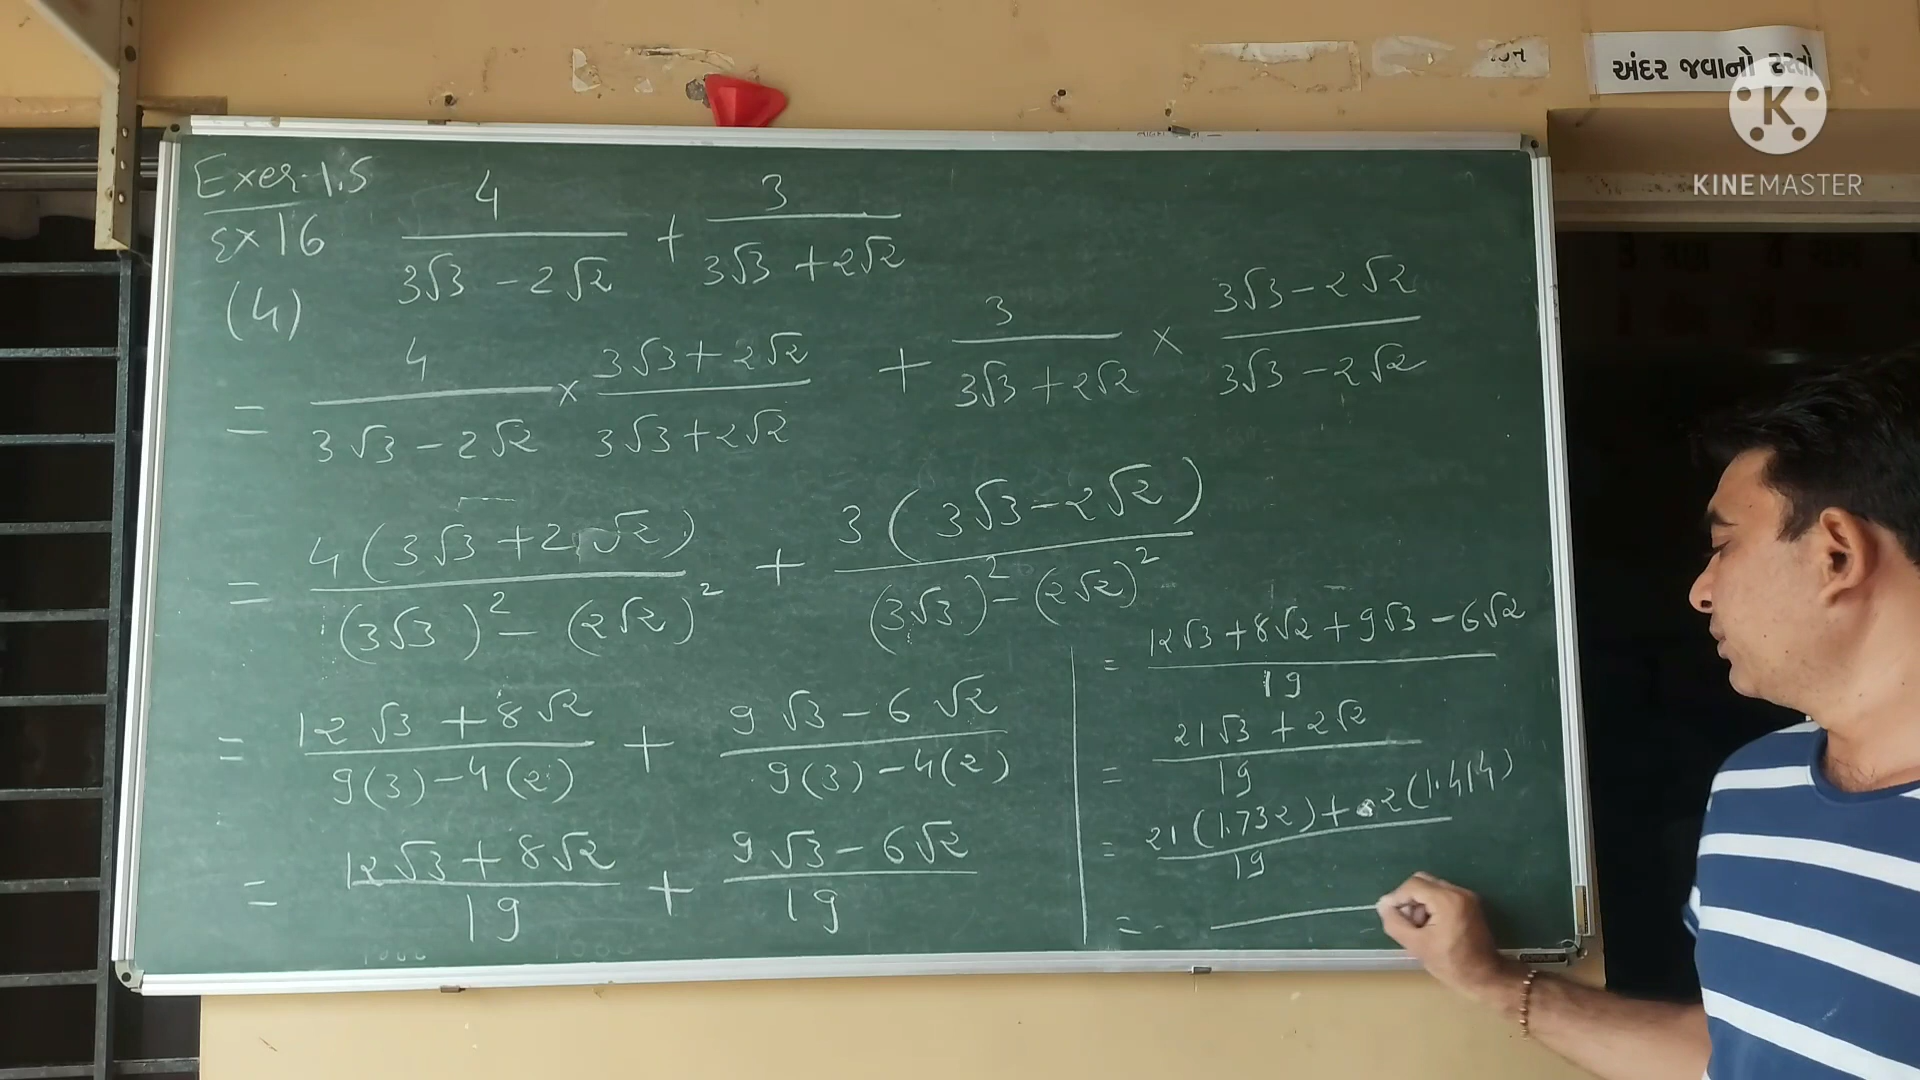 અંદર જવાનો રસ્તો
K
KINEMASTER
Exer-1.5
Ex 16
(4)
4/(3√3 - 2√2) + 3/(3√3 + 2√2)
= 4/(3√3 - 2√2) × (3√3 + 2√2)/(3√3 + 2√2) + 3/(3√3 + 2√2) × (3√3 - 2√2)/(3√3 - 2√2)
= 4(3√3 + 2√2)/((3√3)² - (2√2)²) + 3(3√3 - 2√2)/((3√3)² - (2√2)²)
= (12√3 + 8√2)/(9(3) - 4(2)) + (9√3 - 6√2)/(9(3) - 4(2))
= (12√3 + 8√2)/19 + (9√3 - 6√2)/19
= (12√3 + 8√2 + 9√3 - 6√2)/19
= (21√3 + 2√2)/19
= (21(1.732) + 2(1.414))/19
=